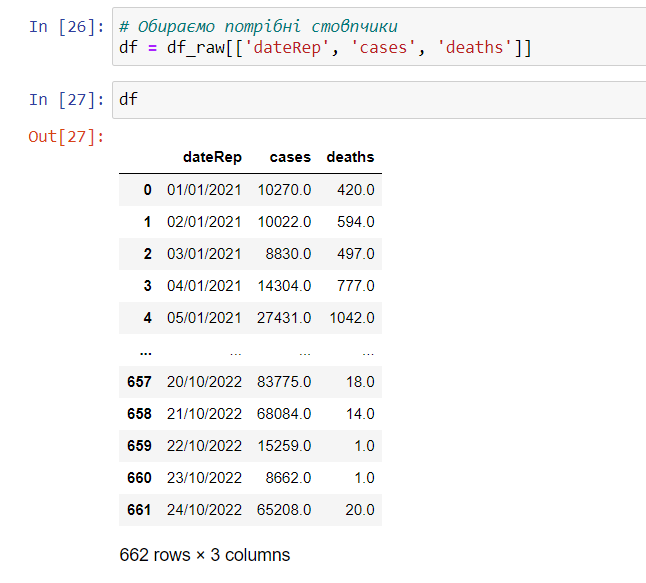 In [26]: # Обираємо потрібні стовпчики
df = df_raw[['dateRep', 'cases', 'deaths']]
In [27]: df
Out[27]:
dateRep cases deaths
0 01/01/2021 10270.0 420.0
1 02/01/2021 10022.0 594.0
2 03/01/2021 8830.0 497.0
3 04/01/2021 14304.0 777.0
4 05/01/2021 27431.0 1042.0
... ... ... ...
657 20/10/2022 83775.0 18.0
658 21/10/2022 68084.0 14.0
659 22/10/2022 15259.0 1.0
660 23/10/2022 8662.0 1.0
661 24/10/2022 65208.0 20.0
662 rows × 3 columns